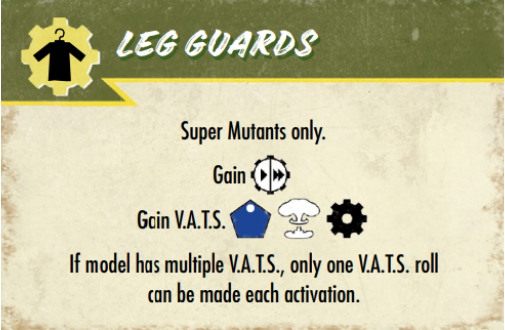 LEG GUARDS
Super Mutants only.
Gain
Gain V.A.T.S.
If model has multiple V.A.T.S., only one V.A.T.S. roll
can be made each activation.